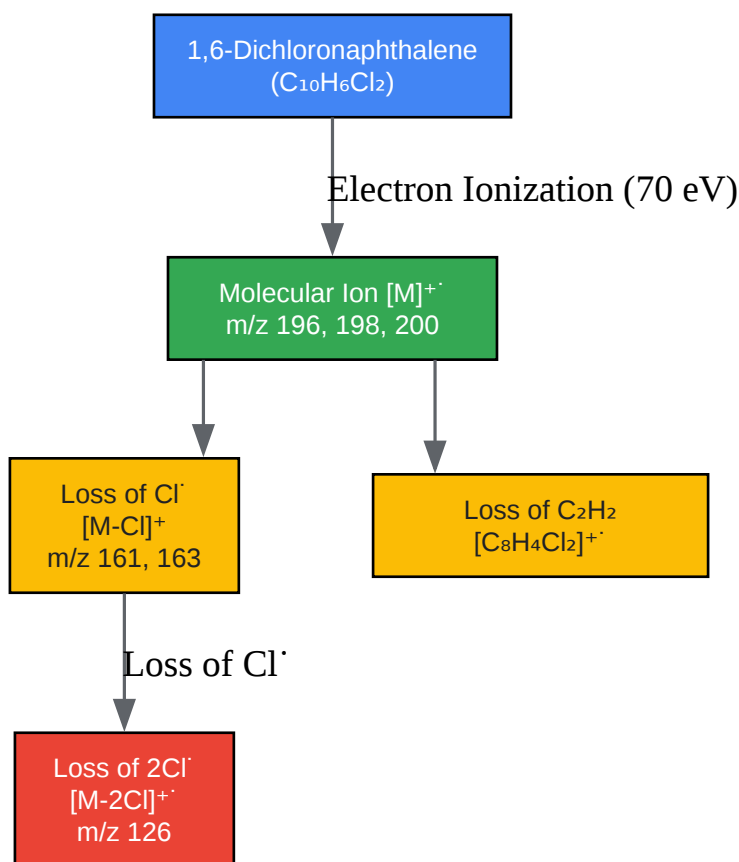 1,6-Dichloronaphthalene
(C₁₀H₆Cl₂)
Electron Ionization (70 eV)
Molecular Ion [M]⁺˙
m/z 196, 198, 200
Loss of Cl˙
[M-Cl]⁺
m/z 161, 163
Loss of C₂H₂
[C₈H₄Cl₂]⁺˙
Loss of Cl˙
Loss of 2Cl˙
[M-2Cl]⁺˙
m/z 126